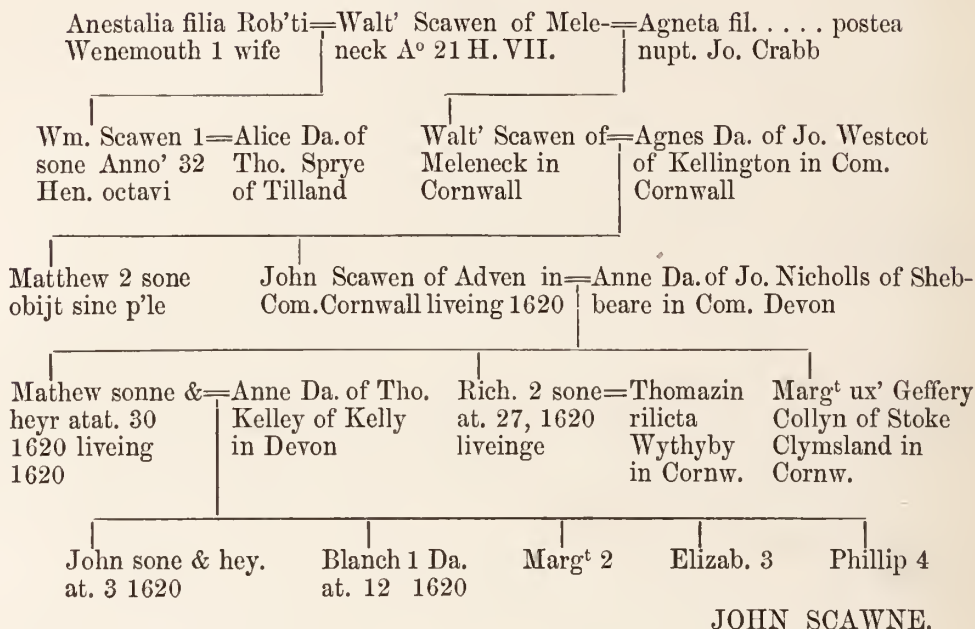 Anestalia filia Rob'ti=Walt' Scawen of Mele-=Agneta fil. . . . . . postea
Wenemouth 1 wife neck Aº 21 H. VII. nupt. Jo. Crabb
Wm. Scawen 1=Alice Da. of Walt' Scawen of=Agnes Da. of Jo. Westcot
sone Anno' 32 Tho. Sprye Meleneck in of Kellington in Com.
Hen. octavi of Tilland Cornwall Cornwall
Matthew 2 sone John Scawen of Adven in=Anne Da. of Jo. Nicholls of Sheb-
obijt sine p'le Com. Cornwall liveing 1620 beare in Com. Devon
Mathew sonne &=Anne Da. of Tho. Rich. 2 sone=Thomazin Margᵗ ux' Geffery
heyr atat. 30 Kelley of Kelly at. 27, 1620 rilicta Collyn of Stoke
1620 liveing in Devon liveinge Wythyby Clymsland in
1620 in Cornw. Cornw.
John sone & hey. Blanch 1 Da. Margᵗ 2 Elizab. 3 Phillip 4
at. 3 1620 at. 12 1620
JOHN SCAWNE.